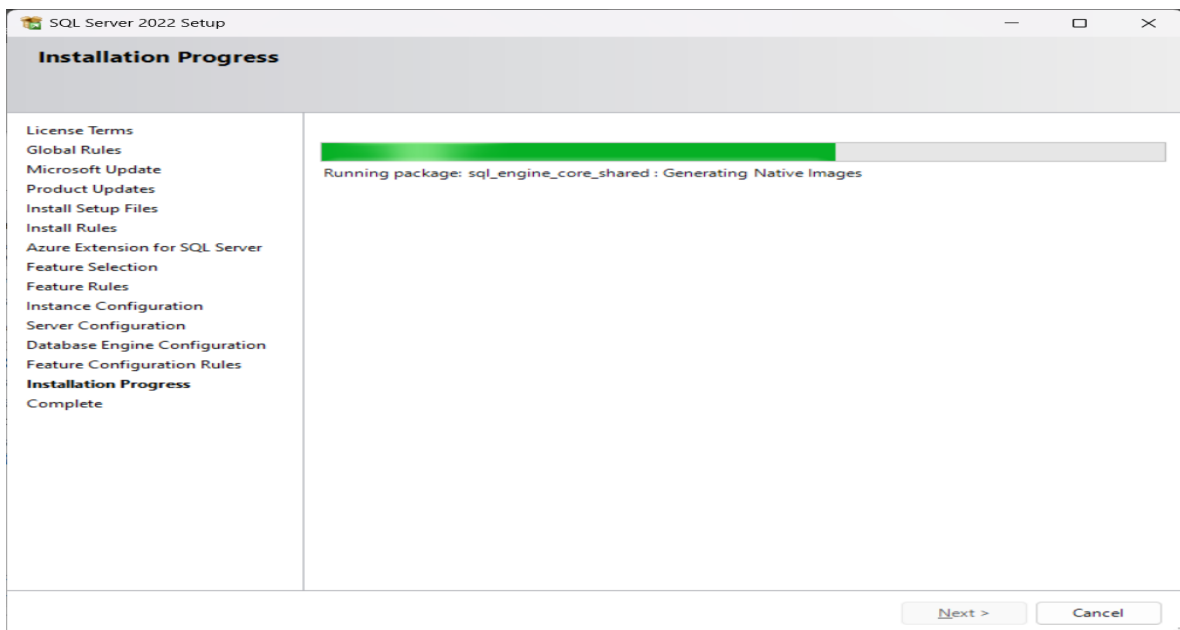 SQL Server 2022 Setup
Installation Progress
License Terms
Global Rules
Microsoft Update
Product Updates
Install Setup Files
Install Rules
Azure Extension for SQL Server
Feature Selection
Feature Rules
Instance Configuration
Server Configuration
Database Engine Configuration
Feature Configuration Rules
Installation Progress
Complete
Running package: sql_engine_core_shared : Generating Native Images
Next >
Cancel